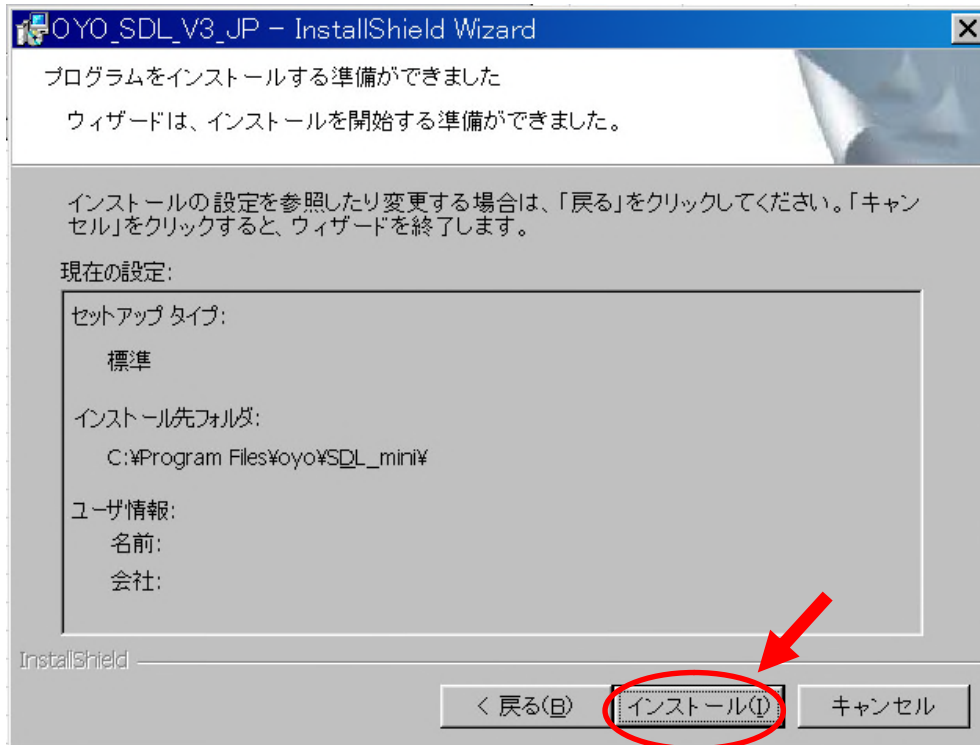 OYO_SDL_V3_JP - InstallShield Wizard
プログラムをインストールする準備ができました
ウィザードは、インストールを開始する準備ができました。
インストールの設定を参照したり変更する場合は、「戻る」をクリックしてください。「キャン
セル」をクリックすると、ウィザードを終了します。
現在の設定:
セットアップ タイプ:
標準
インストール先フォルダ:
C:¥Program Files¥oyo¥SDL_mini¥
ユーザ情報:
名前:
会社:
InstallShield
< 戻る(B) インストール(I) キャンセル